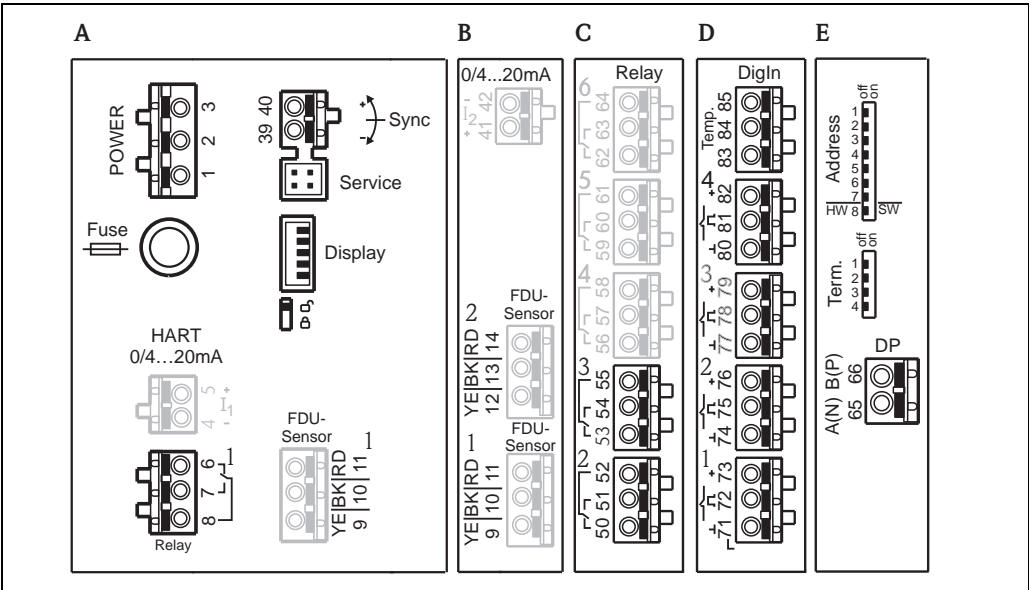 A
B
C
D
E
POWER
3
2
1
39 40
+
-
Sync
Service
Fuse
Display
HART
0/4...20mA
4 5
- +
I1
6
7
8
1
Relay
FDU-
Sensor
1
YE|BK|RD
9 |10|11
0/4...20mA
I2
- +
41 42
FDU-
Sensor
2
YE|BK|RD
12|13|14
FDU-
Sensor
1
YE|BK|RD
9 |10|11
Relay
6
62 63 64
5
59 60 61
4
56 57 58
3
53 54 55
2
50 51 52
DigIn
Temp.
83 84 85
4
+
80 81 82
3
+
77 78 79
2
+
74 75 76
1
+
71 72 73
off
on
Address
1
2
3
4
5
6
7
HW 8 SW
off
on
Term.
1
2
3
4
DP
A(N) B(P)
65 66